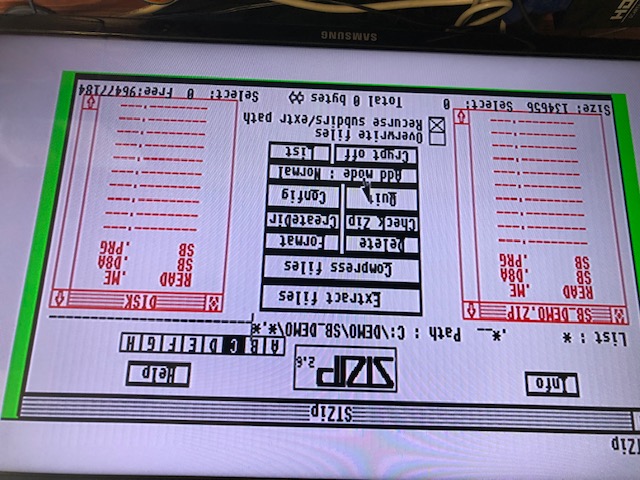 TZip
STZip
Info
STZIP 2.6
Help
A B C D E F G H
List : * .*__ Path : C:\DEMO\SB_DEMO\*.*
SB_DEMO.ZIP
READ .ME
SB .D8A
SB .PRG
Extract files
Compress files
Delete Format
Check Zip CreateDir
Quit Config
Add mode : Normal
Crypt off List
Overwrite files
Recurse subdirs/extr path
DISK
READ .ME
SB .D8A
SB .PRG
Size: 134656 Select: 0 Total 0 bytes Select: 0 Free:96477184
SAMSUNG